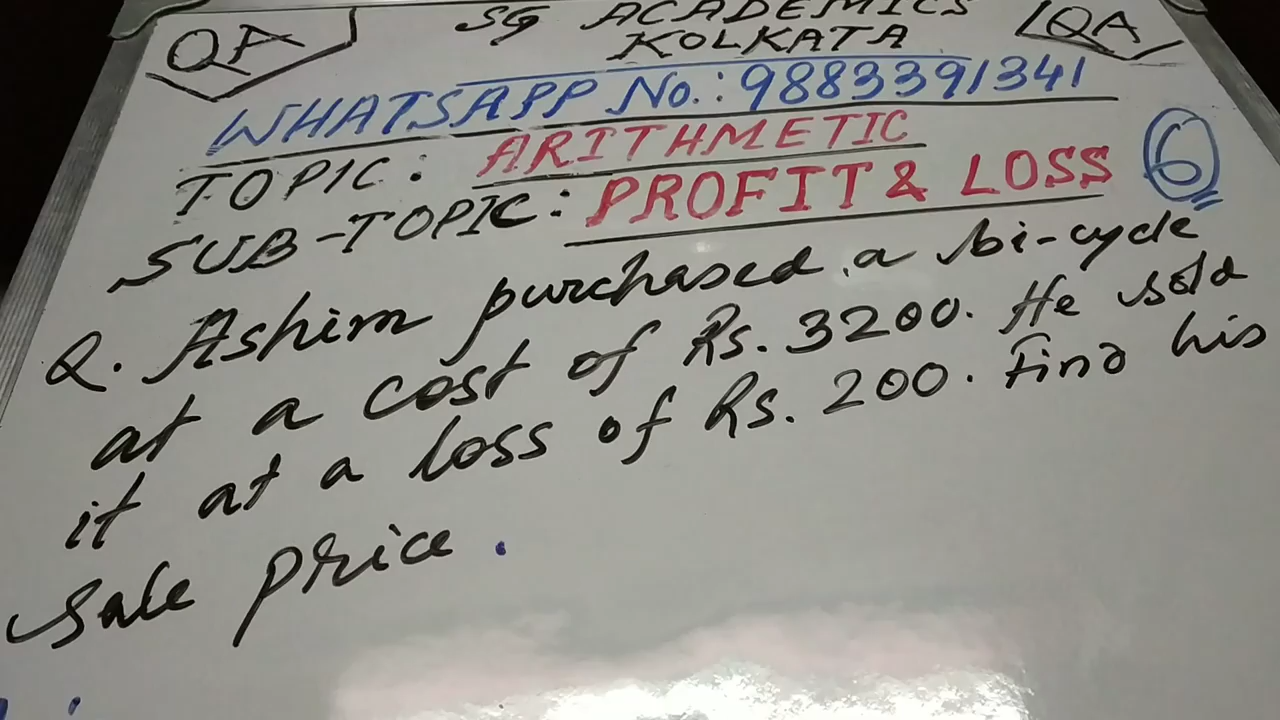 QA SG ACADEMICS QA
KOLKATA
WHATSAPP No.: 9883391341
TOPIC: ARITHMETIC
SUB-TOPIC: PROFIT & LOSS 6
Q. Ashim purchased a bi-cycle
at a cost of Rs. 3200. He sold
it at a loss of Rs. 200. Find his
Sale price.